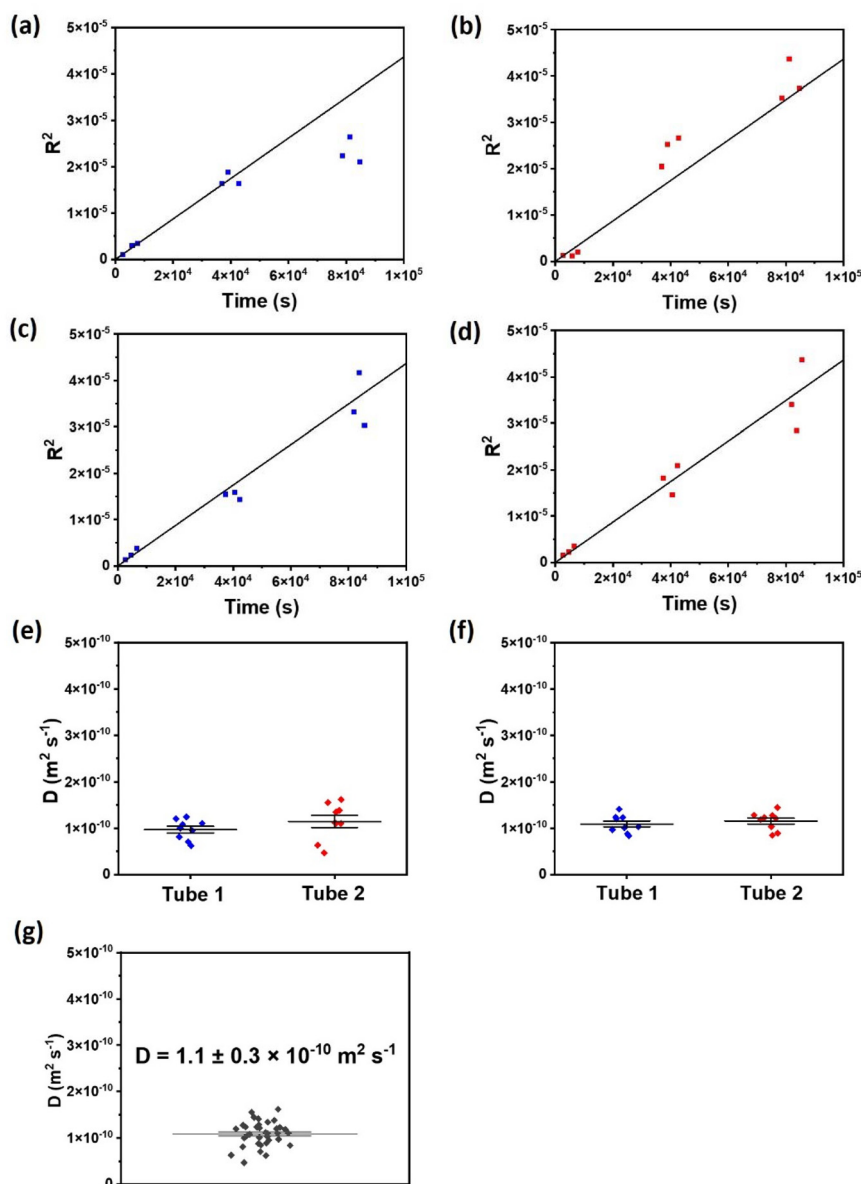 (a)
5×10⁻⁵
4×10⁻⁵
3×10⁻⁵
2×10⁻⁵
1×10⁻⁵
0
R²
0 2×10⁴ 4×10⁴ 6×10⁴ 8×10⁴ 1×10⁵
Time (s)
(b)
5×10⁻⁵
4×10⁻⁵
3×10⁻⁵
2×10⁻⁵
1×10⁻⁵
0
R²
0 2×10⁴ 4×10⁴ 6×10⁴ 8×10⁴ 1×10⁵
Time (s)
(c)
5×10⁻⁵
4×10⁻⁵
3×10⁻⁵
2×10⁻⁵
1×10⁻⁵
0
R²
0 2×10⁴ 4×10⁴ 6×10⁴ 8×10⁴ 1×10⁵
Time (s)
(d)
5×10⁻⁵
4×10⁻⁵
3×10⁻⁵
2×10⁻⁵
1×10⁻⁵
0
R²
0 2×10⁴ 4×10⁴ 6×10⁴ 8×10⁴ 1×10⁵
Time (s)
(e)
5×10⁻¹⁰
4×10⁻¹⁰
3×10⁻¹⁰
2×10⁻¹⁰
1×10⁻¹⁰
0
D (m² s⁻¹)
Tube 1 Tube 2
(f)
5×10⁻¹⁰
4×10⁻¹⁰
3×10⁻¹⁰
2×10⁻¹⁰
1×10⁻¹⁰
0
D (m² s⁻¹)
Tube 1 Tube 2
(g)
5×10⁻¹⁰
4×10⁻¹⁰
3×10⁻¹⁰
2×10⁻¹⁰
1×10⁻¹⁰
0
D (m² s⁻¹)
D = 1.1 ± 0.3 × 10⁻¹⁰ m² s⁻¹